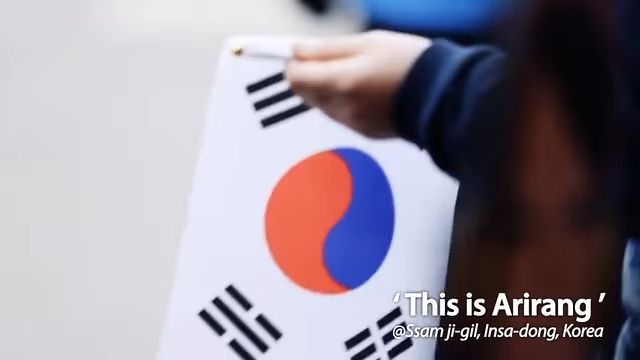 ‘ This is Arirang ’
@Ssam ji-gil, Insa-dong, Korea